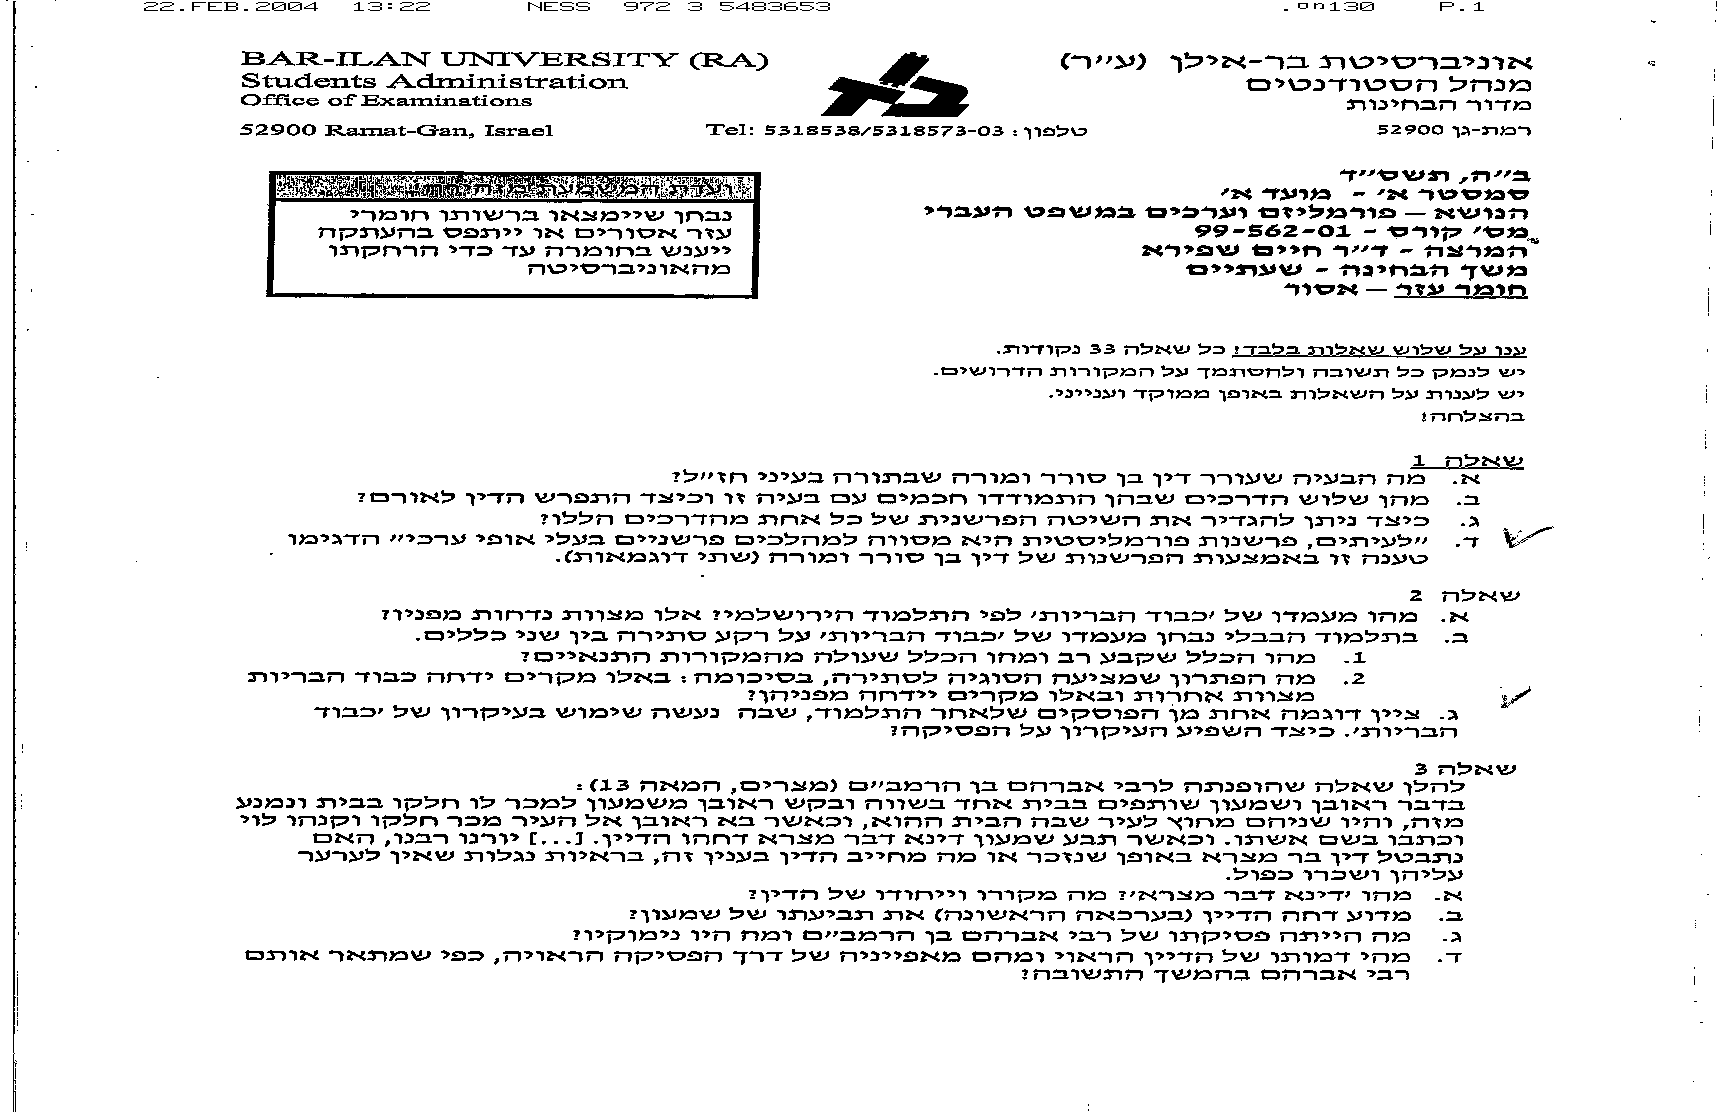 22.FEB.2004 13:22 NESS 972 3 5483653 P.1
BAR-ILAN UNIVERSITY (RA)
Students Administration
Office of Examinations
52900 Ramat-Gan, Israel
Tel: 5318538/5318573-03 : טלפון
אוניברסיטת בר-אילן (ע״ר)
מנהל הסטודנטים
מדור הבחינות
רמת-גן 52900
ועדת המשמעת מזהירה
נבחן שיימצאו ברשותו חומרי
עזר אסורים או ייתפס בהעתקה
ייענש בחומרה עד כדי הרחקתו
מהאוניברסיטה
ב״ה, תשס״ד
סמסטר א׳ - מועד א׳
הנושא – פורמליזם וערכים במשפט העברי
מס׳ קורס - 99-562-01
המרצה - ד״ר חיים שפירא
משך הבחינה - שעתיים
חומר עזר – אסור
ענו על שלוש שאלות בלבד! כל שאלה 33 נקודות.
יש לנמק כל תשובה ולהסתמך על המקורות הדרושים.
יש לענות על השאלות באופן ממוקד וענייני.
בהצלחה!
שאלה 1
א. מה הבעיה שעורר דין בן סורר ומורה שבתורה בעיני חז״ל?
ב. מהן שלוש הדרכים שבהן התמודדו חכמים עם בעיה זו וכיצד התפרש הדין לאורם?
ג. כיצד ניתן להגדיר את השיטה הפרשנית של כל אחת מהדרכים הללו?
ד. ״לעיתים, פרשנות פורמליסטית היא מסווה למהלכים פרשניים בעלי אופי ערכי״ הדגימו
טענה זו באמצעות הפרשנות של דין בן סורר ומורה (שתי דוגמאות).
שאלה 2
א. מהו מעמדו של ׳כבוד הבריות׳ לפי התלמוד הירושלמי? אלו מצוות נדחות מפניו?
ב. בתלמוד הבבלי נבחן מעמדו של ׳כבוד הבריות׳ על רקע סתירה בין שני כללים.
1. מהו הכלל שקבע רב ומהו הכלל שעולה מהמקורות התנאיים?
2. מה הפתרון שמציעה הסוגיה לסתירה, בסיכומה: באלו מקרים ידחה כבוד הבריות
מצוות אחרות ובאלו מקרים יידחה מפניהן?
ג. ציין דוגמה אחת מן הפוסקים שלאחר התלמוד, שבה נעשה שימוש בעיקרון של ׳כבוד
הבריות׳. כיצד השפיע העיקרון על הפסיקה?
שאלה 3
להלן שאלה שהופנתה לרבי אברהם בן הרמב״ם (מצרים, המאה 13):
בדבר ראובן ושמעון שותפים בבית אחד בשווה ובקש ראובן משמעון למכר לו חלקו בבית ונמנע
מזה, והיו שניהם מחוץ לעיר שבה הבית ההוא, וכאשר בא ראובן אל העיר מכר חלקו וקנהו לוי
וכתבו בשם אשתו. וכאשר תבע שמעון דינא דבר מצרא דחהו הדיין. [...] יורנו רבנו, האם
נתבטל דין בר מצרא באופן שנזכר או מה מחייב הדין בענין זה, בראיות נגלות שאין לערער
עליהן ושכרו כפול.
א. מהו ׳דינא דבר מצרא׳? מה מקורו וייחודו של הדין?
ב. מדוע דחה הדיין (בערכאה הראשונה) את תביעתו של שמעון?
ג. מה הייתה פסיקתו של רבי אברהם בן הרמב״ם ומה היו נימוקיו?
ד. מהי דמותו של הדיין הראוי ומהם מאפייניה של דרך הפסיקה הראויה, כפי שמתאר אותם
רבי אברהם בהמשך התשובה?